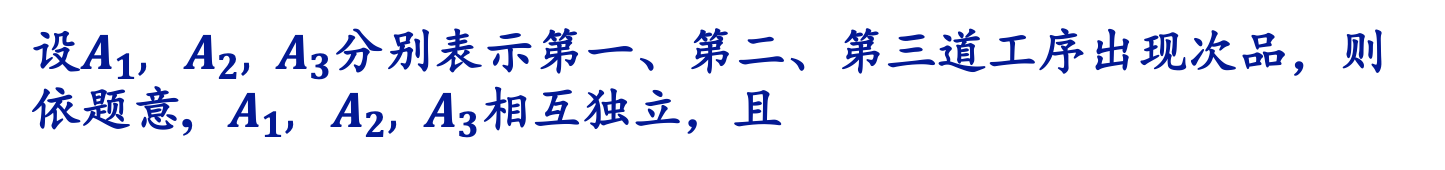 设A₁, A₂, A₃分别表示第一、第二、第三道工序出现次品，则
依题意，A₁, A₂, A₃相互独立，且